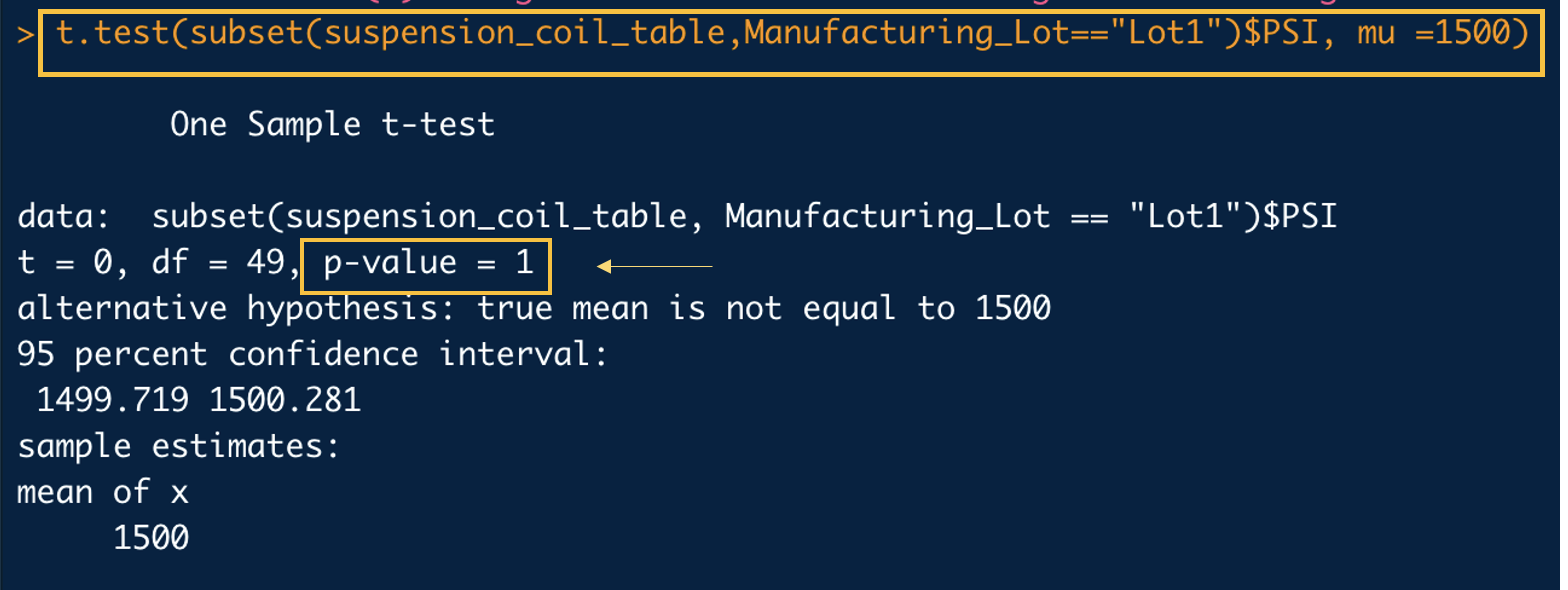 > t.test(subset(suspension_coil_table,Manufacturing_Lot=="Lot1")$PSI, mu =1500)
One Sample t-test
data:  subset(suspension_coil_table, Manufacturing_Lot == "Lot1")$PSI
t = 0, df = 49, p-value = 1
alternative hypothesis: true mean is not equal to 1500
95 percent confidence interval:
1499.719 1500.281
sample estimates:
mean of x
1500